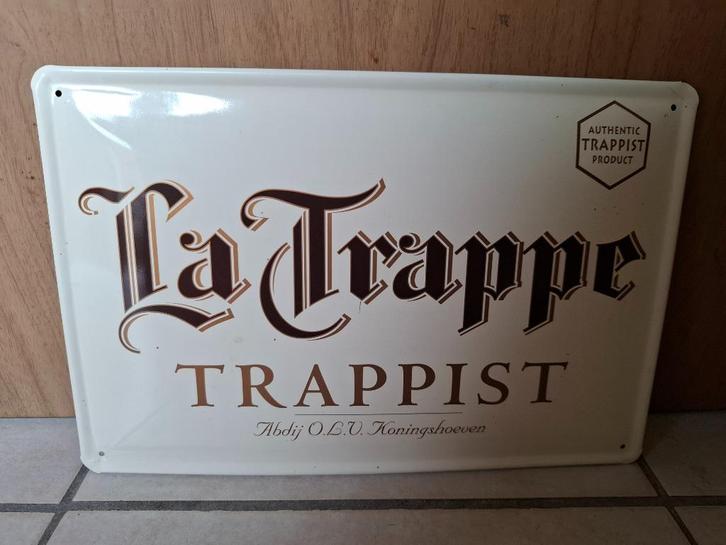 AUTHENTIC
TRAPPIST
PRODUCT
La Trappe
TRAPPIST
Abdij O.L.V. Koningshoeven